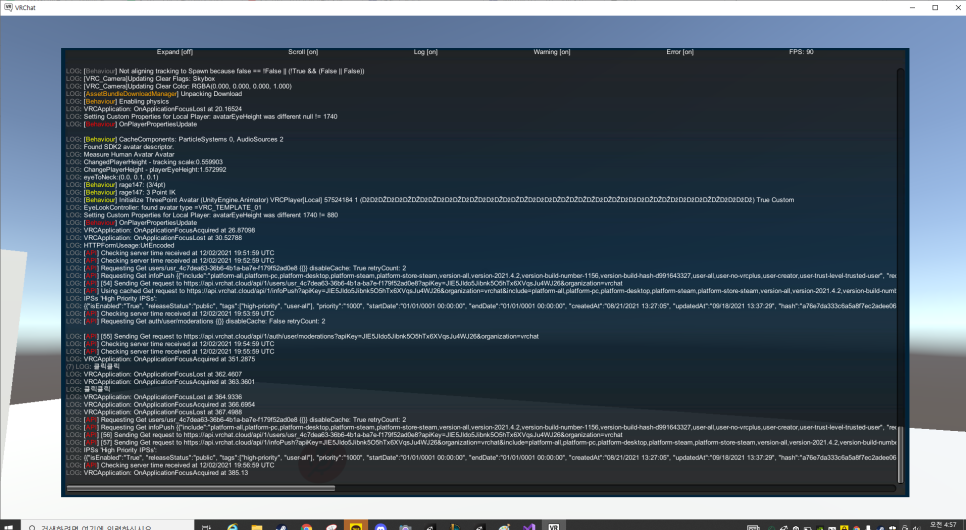 VRChat
Expand [off] Scroll [on] Log [on] Warning [on] Error [on] FPS: 90
LOG: [Behaviour] Not aligning tracking to Spawn because false == !False || (!True && (False || False))
LOG: [VRC_Camera]Updating Clear Flags: Skybox
LOG: [VRC_Camera]Updating Clear Color: RGBA(0.000, 0.000, 0.000, 1.000)
LOG: [AssetBundleDownloadManager] Unpacking Download
LOG: [Behaviour] Enabling physics
LOG: VRCApplication: OnApplicationFocusLost at 20.16524
LOG: Setting Custom Properties for Local Player: avatarEyeHeight was different null != 1740
LOG: [Behaviour] OnPlayerPropertiesUpdate
LOG: [Behaviour] CacheComponents: ParticleSystems 0, AudioSources 2
LOG: Found SDK2 avatar descriptor.
LOG: Measure Human Avatar Avatar
LOG: ChangedPlayerHeight - tracking scale:0.559903
LOG: ChangedPlayerHeight - playerEyeHeight:1.572992
LOG: eyeToNeck:(0.0, 0.1, 0.1)
LOG: [Behaviour] rage147: (3/4pt)
LOG: [Behaviour] rage147: 3 Point IK
LOG: [Behaviour] Initialize ThreePoint Avatar (UnityEngine.Animator) VRCPlayer[Local] 57524184 1 True Custom
LOG: EyeLookController: found avatar type =VRC_TEMPLATE_01
LOG: Setting Custom Properties for Local Player: avatarEyeHeight was different 1740 != 880
LOG: [Behaviour] OnPlayerPropertiesUpdate
LOG: VRCApplication: OnApplicationFocusAcquired at 26.87098
LOG: VRCApplication: OnApplicationFocusLost at 30.52788
LOG: HTTPFormUseage:UrlEncoded
LOG: [API] Checking server time received at 12/02/2021 19:51:59 UTC
LOG: [API] Checking server time received at 12/02/2021 19:52:59 UTC
LOG: [API] Requesting Get users/usr_4c7dea63-36b6-4b1a-ba7e-f179f52ad0e8 {{}} disableCache: True retryCount: 2
LOG: [API] Requesting Get infoPush {{"include":"platform-all,platform-pc,platform-desktop,platform-steam,platform-store-steam,version-all,version-2021.4.2,version-build-number-1156,version-build-hash-d991643327,user-all,user-no-vrcplus,user-creator,user-trust-level-trusted-user",
LOG: [API] [54] Sending Get request to https://api.vrchat.cloud/api/1/users/usr_4c7dea63-36b6-4b1a-ba7e-f179f52ad0e8?apiKey=JlE5Jldo5Jibnk5O5hTx6XVqsJu4WJ26&organization=vrchat
LOG: [API] Using cached Get request to https://api.vrchat.cloud/api/1/infoPush?apiKey=JlE5Jldo5Jibnk5O5hTx6XVqsJu4WJ26&organization=vrchat&include=platform-all,platform-pc,platform-desktop,platform-steam,platform-store-steam,version-all,version-2021.4.2,version-build-numb
LOG: IPSs 'High Priority IPSs':
LOG: {{"isEnabled":"True", "releaseStatus":"public", "tags":["high-priority", "user-all"], "priority":"1000", "startDate":"01/01/0001 00:00:00", "endDate":"01/01/0001 00:00:00", "createdAt":"08/21/2021 13:27:05", "updatedAt":"09/18/2021 13:37:29", "hash":"a76e7da333c6a5a8f7ec2adee06
LOG: [API] Checking server time received at 12/02/2021 19:53:59 UTC
LOG: [API] Requesting Get auth/user/moderations {{}} disableCache: False retryCount: 2
LOG: [API] [55] Sending Get request to https://api.vrchat.cloud/api/1/auth/user/moderations?apiKey=JlE5Jldo5Jibnk5O5hTx6XVqsJu4WJ26&organization=vrchat
LOG: [API] Checking server time received at 12/02/2021 19:54:59 UTC
LOG: [API] Checking server time received at 12/02/2021 19:55:59 UTC
LOG: VRCApplication: OnApplicationFocusAcquired at 351.2875
(7) LOG: 클릭클릭
LOG: VRCApplication: OnApplicationFocusLost at 362.4607
LOG: VRCApplication: OnApplicationFocusAcquired at 363.3601
LOG: 클릭클릭
LOG: VRCApplication: OnApplicationFocusLost at 364.9336
LOG: VRCApplication: OnApplicationFocusAcquired at 366.6954
LOG: VRCApplication: OnApplicationFocusLost at 367.4988
LOG: [API] Requesting Get users/usr_4c7dea63-36b6-4b1a-ba7e-f179f52ad0e8 {{}} disableCache: True retryCount: 2
LOG: [API] Requesting Get infoPush {{"include":"platform-all,platform-pc,platform-desktop,platform-steam,platform-store-steam,version-all,version-2021.4.2,version-build-number-1156,version-build-hash-d991643327,user-all,user-no-vrcplus,user-creator,user-trust-level-trusted-user",
LOG: [API] [56] Sending Get request to https://api.vrchat.cloud/api/1/users/usr_4c7dea63-36b6-4b1a-ba7e-f179f52ad0e8?apiKey=JlE5Jldo5Jibnk5O5hTx6XVqsJu4WJ26&organization=vrchat
LOG: [API] [57] Sending Get request to https://api.vrchat.cloud/api/1/infoPush?apiKey=JlE5Jldo5Jibnk5O5hTx6XVqsJu4WJ26&organization=vrchat&include=platform-all,platform-pc,platform-desktop,platform-steam,platform-store-steam,version-all,version-2021.4.2,version-build-numb
LOG: IPSs 'High Priority IPSs':
LOG: {{"isEnabled":"True", "releaseStatus":"public", "tags":["high-priority", "user-all"], "priority":"1000", "startDate":"01/01/0001 00:00:00", "endDate":"01/01/0001 00:00:00", "createdAt":"08/21/2021 13:27:05", "updatedAt":"09/18/2021 13:37:29", "hash":"a76e7da333c6a5a8f7ec2adee06
LOG: [API] Checking server time received at 12/02/2021 19:56:59 UTC
LOG: VRCApplication: OnApplicationFocusAcquired at 385.13
검색하려면 여기에 입력하십시오
오전 4:57